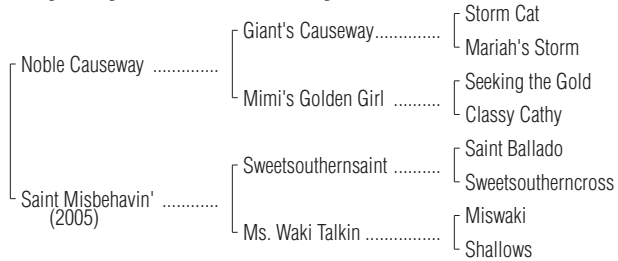 Storm Cat
Giant's Causeway..............
Mariah's Storm
Noble Causeway ..............
Seeking the Gold
Mimi's Golden Girl ..........
Classy Cathy
Saint Ballado
Sweetsouthernsaint ..........
Sweetsoutherncross
Saint Misbehavin' ............
(2005)
Miswaki
Ms. Waki Talkin ................
Shallows